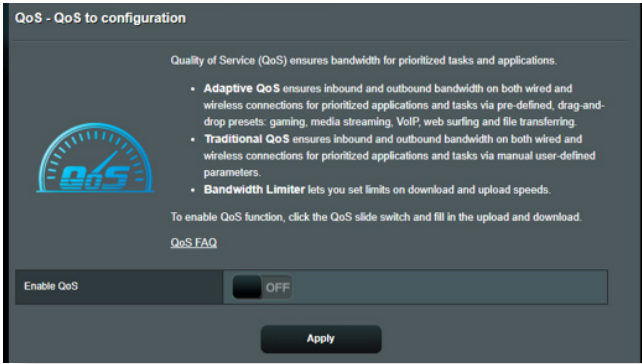 QoS - QoS to configuration
Quality of Service (QoS) ensures bandwidth for prioritized tasks and applications.
• Adaptive QoS ensures inbound and outbound bandwidth on both wired and
wireless connections for prioritized applications and tasks via pre-defined, drag-and-
drop presets: gaming, media streaming, VoIP, web surfing and file transferring.
• Traditional QoS ensures inbound and outbound bandwidth on both wired and
wireless connections for prioritized applications and tasks via manual user-defined
parameters.
• Bandwidth Limiter lets you set limits on download and upload speeds.
QoS
To enable QoS function, click the QoS slide switch and fill in the upload and download.
QoS FAQ
Enable QoS
OFF
Apply